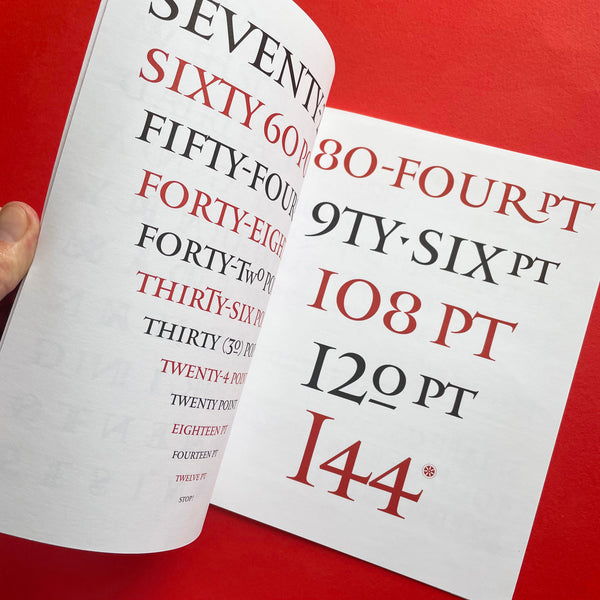 SEVENTY-
SIXTY 60 PO
FIFTY-FOUR
FORTY-EIGH
FORTY-TWO PO
THIRTY-SIX PO
THIRTY (30) POI
TWENTY-4 POINT
TWENTY POINT
EIGHTEEN PT
FOURTEEN PT
TWELVE PT
STOP!
80-FOUR PT
9TY-SIX PT
108 PT
120 PT
144